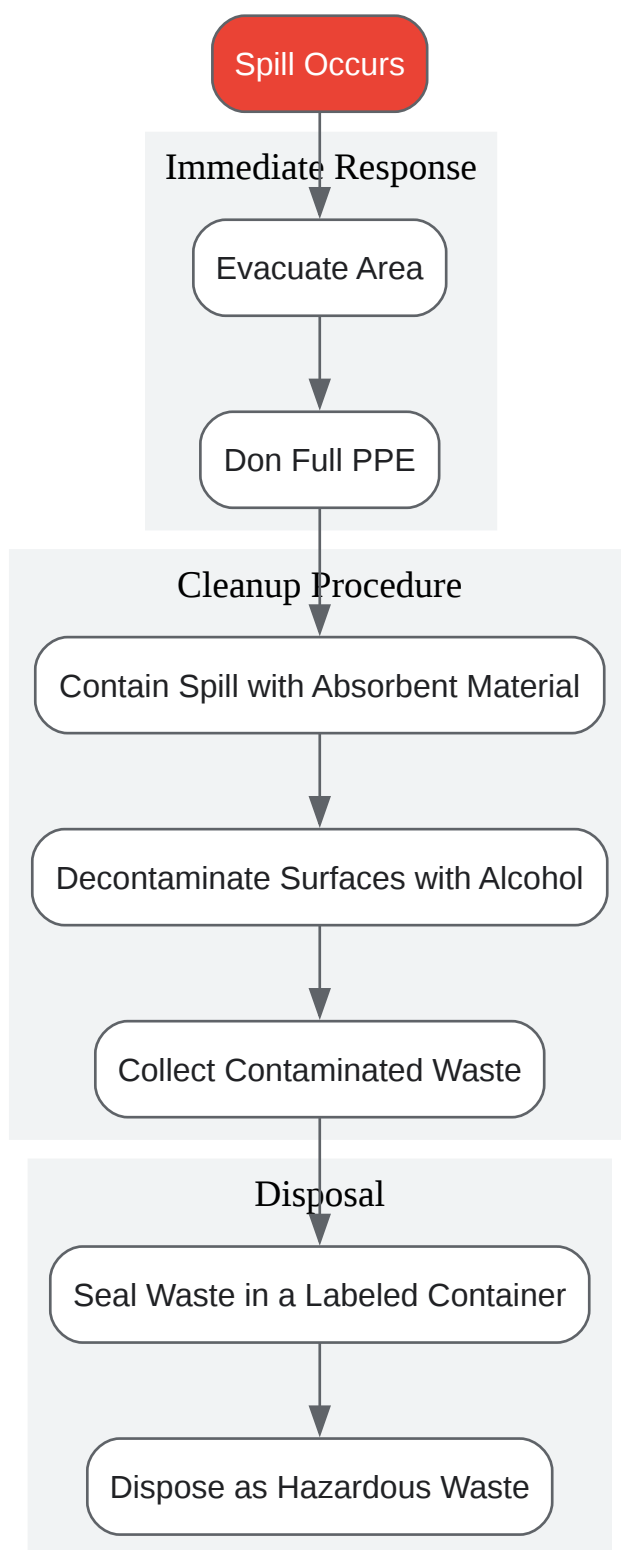 Spill Occurs
Immediate Response
Evacuate Area
Don Full PPE
Cleanup Procedure
Contain Spill with Absorbent Material
Decontaminate Surfaces with Alcohol
Collect Contaminated Waste
Disposal
Seal Waste in a Labeled Container
Dispose as Hazardous Waste